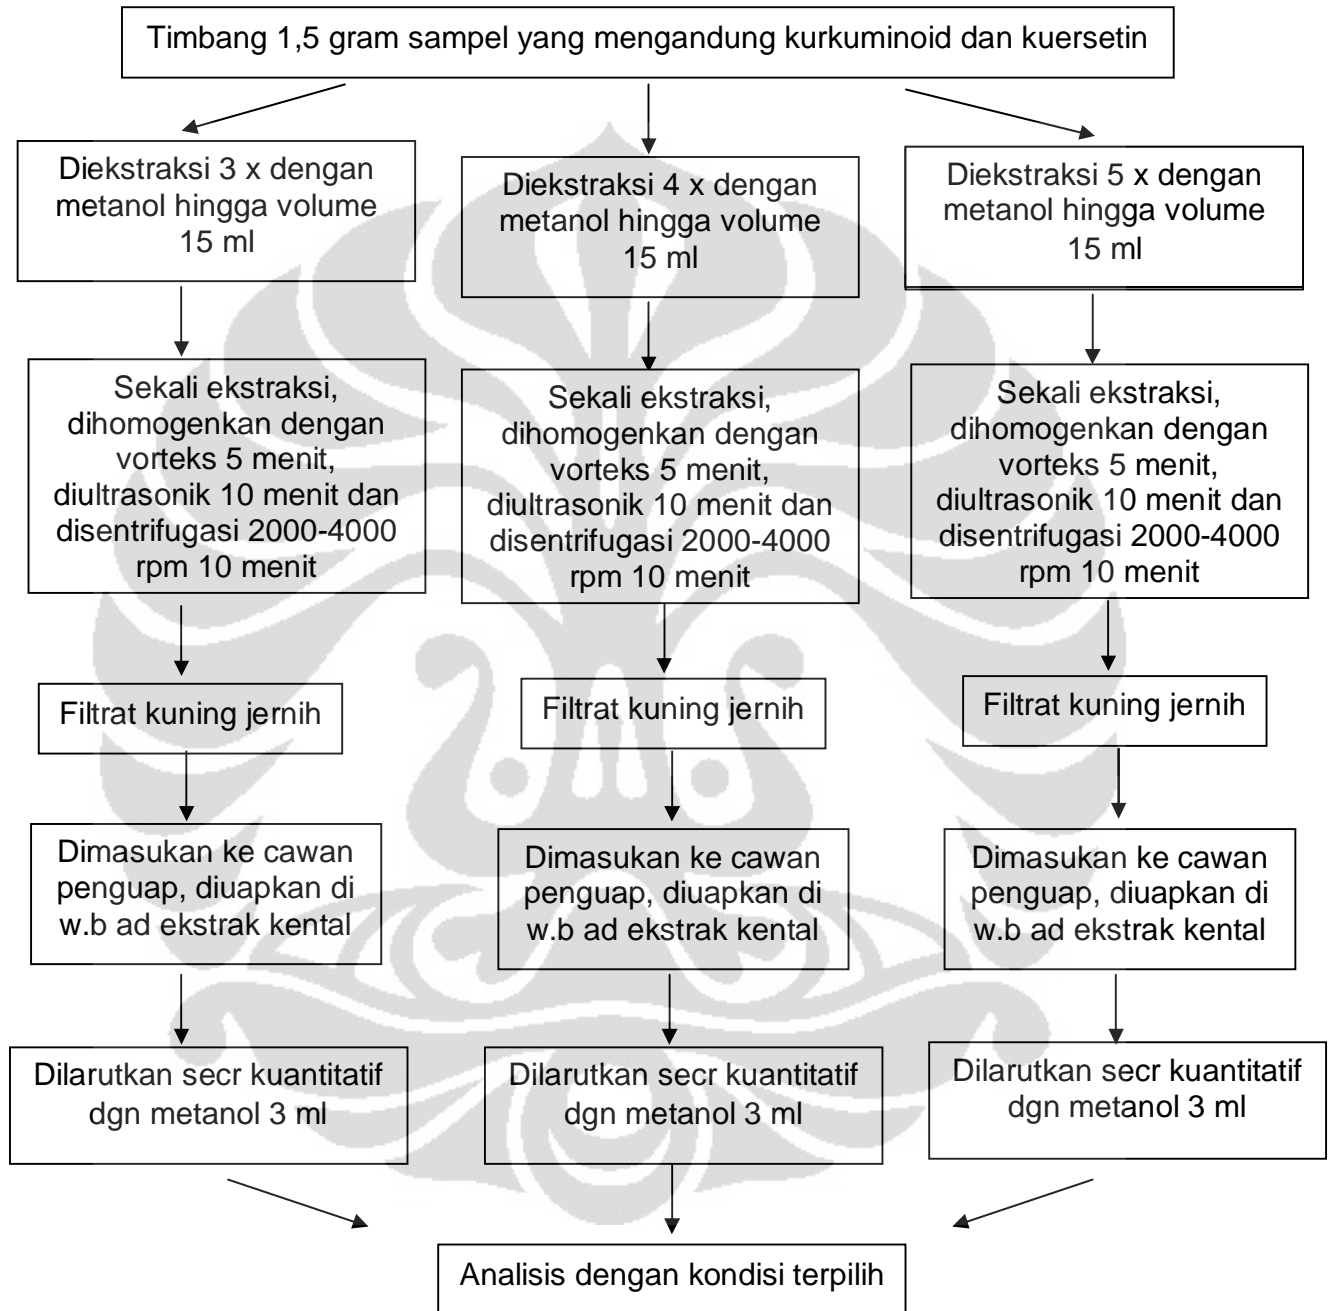 Timbang 1,5 gram sampel yang mengandung kurkuminoid dan kuersetin
Diekstraksi 3 x dengan
metanol hingga volume
15 ml
Diekstraksi 4 x dengan
metanol hingga volume
15 ml
Diekstraksi 5 x dengan
metanol hingga volume
15 ml
Sekali ekstraksi,
dihomogenkan dengan
vorteks 5 menit,
diultrasonik 10 menit dan
disentrifugasi 2000-4000
rpm 10 menit
Sekali ekstraksi,
dihomogenkan dengan
vorteks 5 menit,
diultrasonik 10 menit dan
disentrifugasi 2000-4000
rpm 10 menit
Sekali ekstraksi,
dihomogenkan dengan
vorteks 5 menit,
diultrasonik 10 menit dan
disentrifugasi 2000-4000
rpm 10 menit
Filtrat kuning jernih
Filtrat kuning jernih
Filtrat kuning jernih
Dimasukan ke cawan
penguap, diuapkan di
w.b ad ekstrak kental
Dimasukan ke cawan
penguap, diuapkan di
w.b ad ekstrak kental
Dimasukan ke cawan
penguap, diuapkan di
w.b ad ekstrak kental
Dilarutkan secr kuantitatif
dgn metanol 3 ml
Dilarutkan secr kuantitatif
dgn metanol 3 ml
Dilarutkan secr kuantitatif
dgn metanol 3 ml
Analisis dengan kondisi terpilih